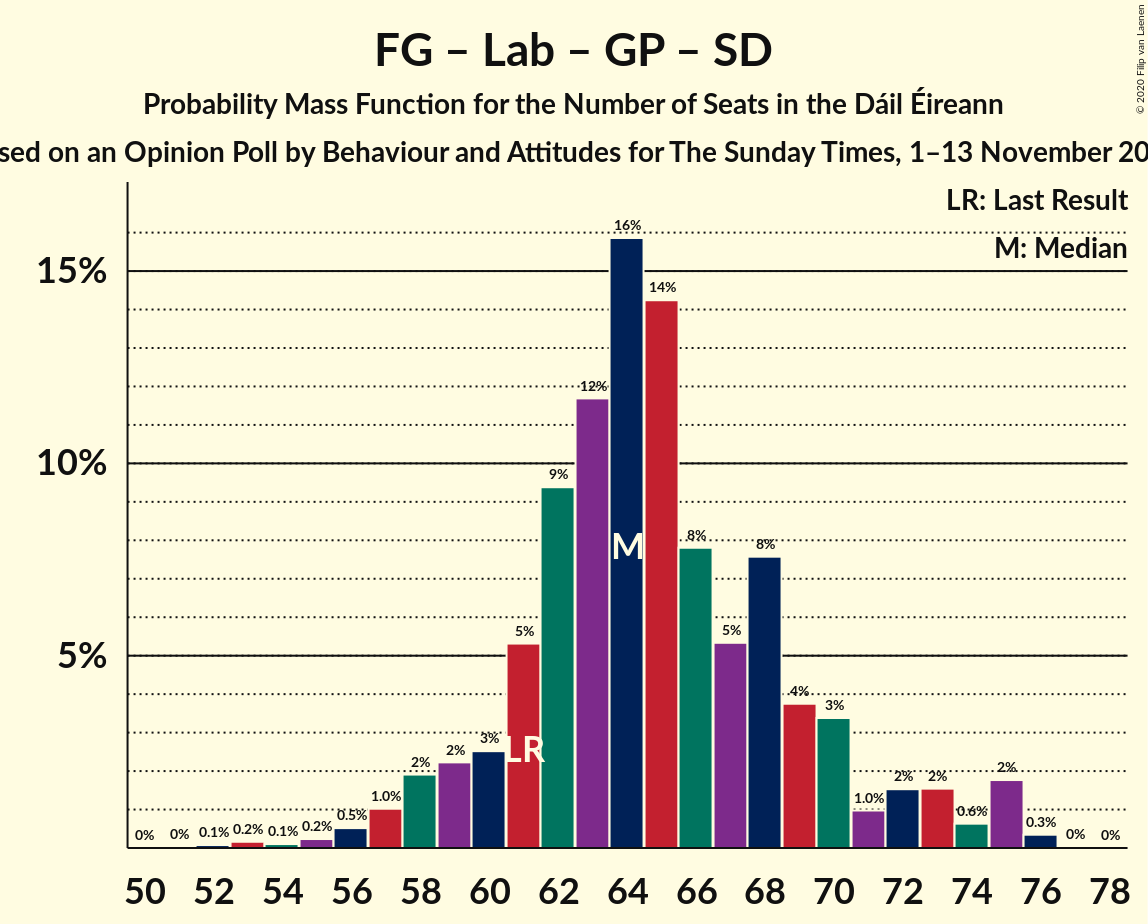 FG – Lab – GP – SD
Probability Mass Function for the Number of Seats in the Dáil Éireann
sed on an Opinion Poll by Behaviour and Attitudes for The Sunday Times, 1–13 November 20
© 2020 Filip van Laenen
LR: Last Result
M: Median
15%
10%
5%
0% 0% 0.1% 0.2% 0.1% 0.2% 0.5% 1.0% 2% 2% 3% 5% 9% 12% 16% 14% 8% 5% 8% 4% 3% 1.0% 2% 2% 0.6% 2% 0.3% 0% 0%
M
LR
50 52 54 56 58 60 62 64 66 68 70 72 74 76 78